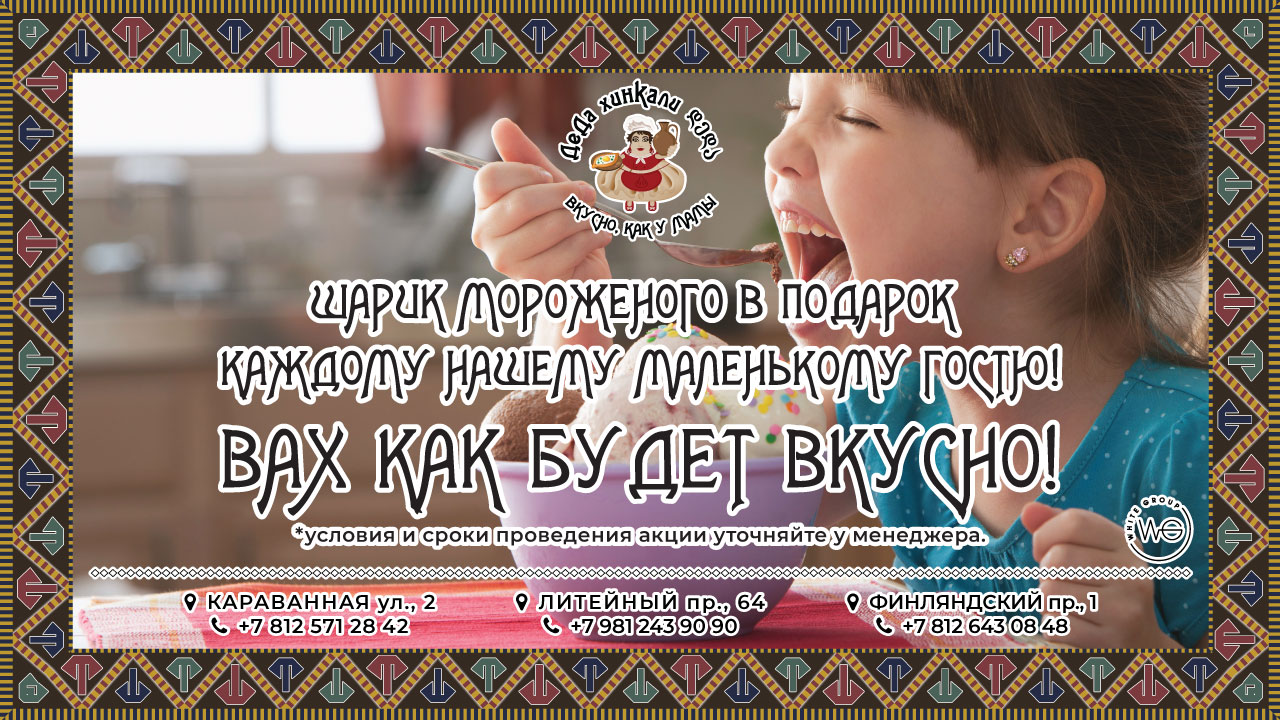 Деда хинкали დედა
ВКУСНО, КАК У МАМЫ
ШАРИК МОРОЖЕНОГО В ПОДАРОК
КАЖДОМУ НАШЕМУ МАЛЕНЬКОМУ ГОСТЮ!
ВАХ КАК БУДЕТ ВКУСНО!
*условия и сроки проведения акции уточняйте у менеджера.
WHITE GROUP
WG
КАРАВАННАЯ ул., 2
+7 812 571 28 42
ЛИТЕЙНЫЙ пр., 64
+7 981 243 90 90
ФИНЛЯНДСКИЙ пр., 1
+7 812 643 08 48